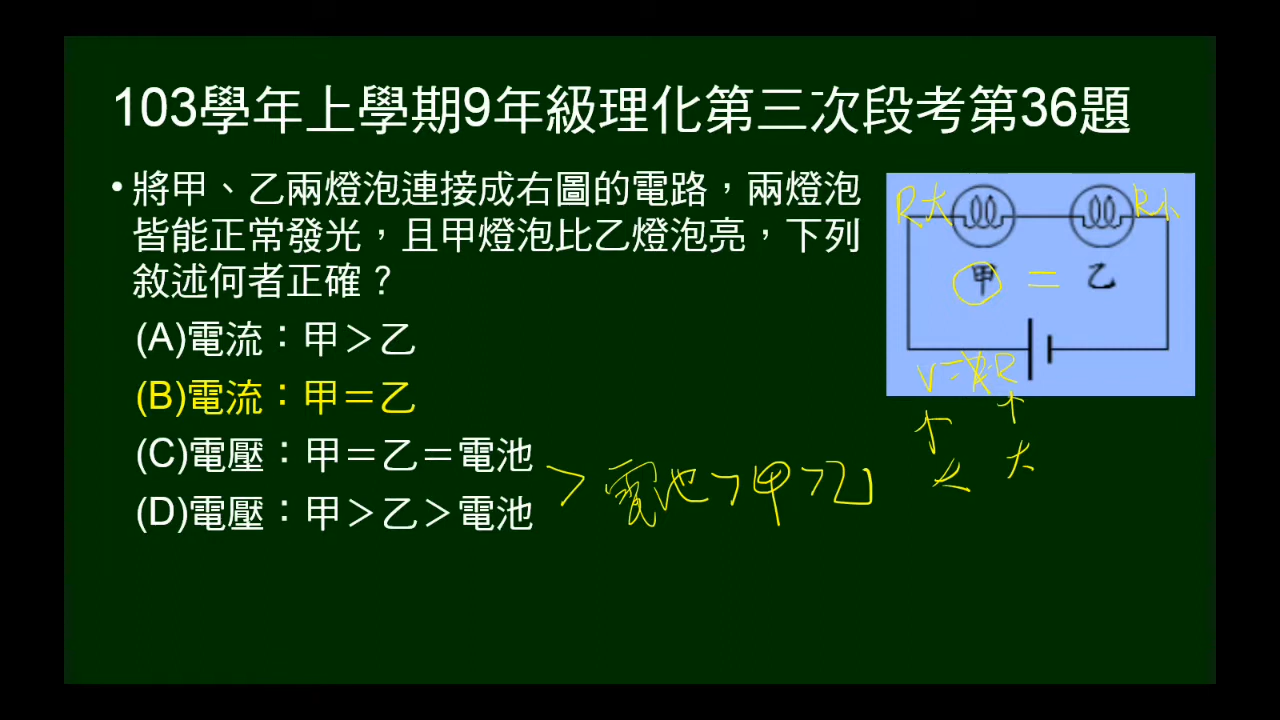 103學年上學期9年級理化第三次段考第36題
•將甲、乙兩燈泡連接成右圖的電路，兩燈泡
皆能正常發光，且甲燈泡比乙燈泡亮，下列
敘述何者正確？
(A)電流：甲＞乙
(B)電流：甲＝乙
(C)電壓：甲＝乙＝電池
(D)電壓：甲＞乙＞電池
> 電池>甲>乙
R大 R小
甲 = 乙
V=
R
↑ ↑
大 大